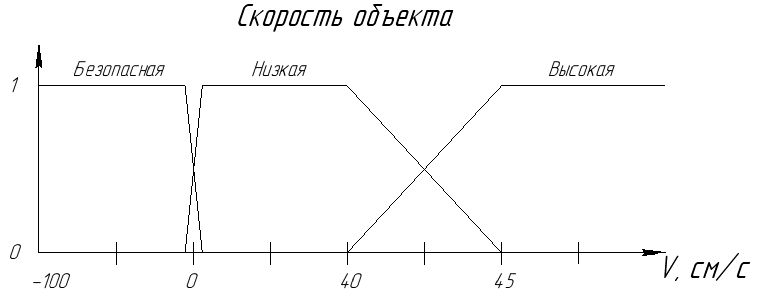 Скорость объекта
Безопасная Низкая Высокая
1
0
-100 0 40 45 V, см/с